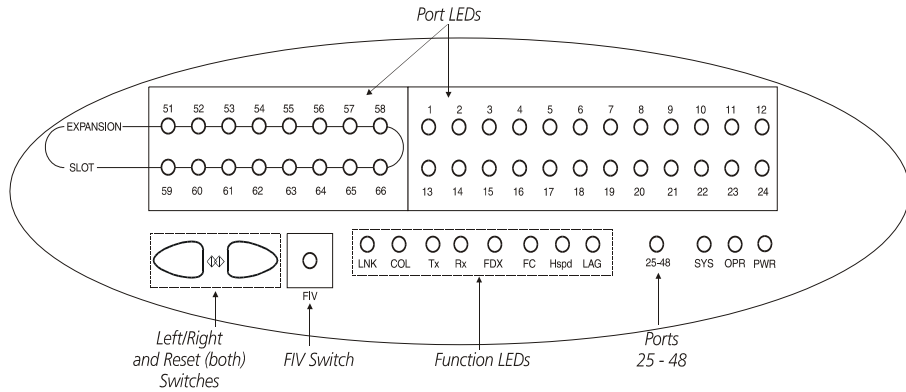 Port LEDs
51 52 53 54 55 56 57 58
1 2 3 4 5 6 7 8 9 10 11 12
EXPANSION
SLOT
59 60 61 62 63 64 65 66
13 14 15 16 17 18 19 20 21 22 23 24
LNK COL Tx Rx FDX FC Hspd LAG
25-48
SYS OPR PWR
FIV
Left/Right
and Reset (both)
Switches
FIV Switch
Function LEDs
Ports
25 - 48